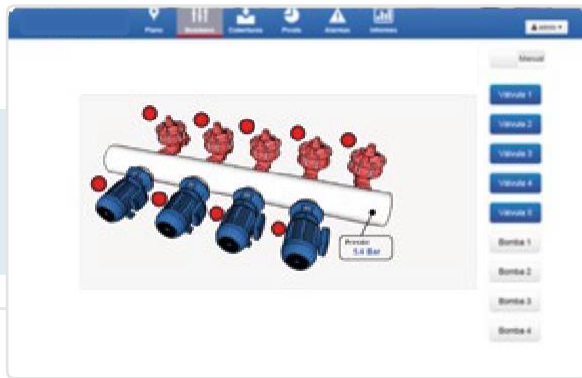 Plano
Bombeo
Coberturas
Pivots
Alarmas
Informes
admin
Manual
Válvula 1
Válvula 2
Válvula 3
Válvula 4
Válvula 5
Bomba 1
Bomba 2
Bomba 3
Bomba 4
Presión
5.4 Bar